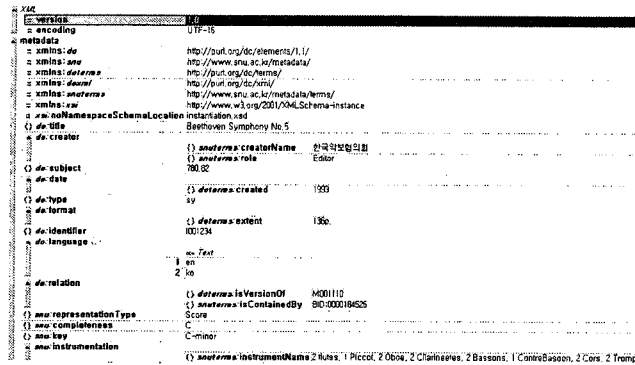 XML
version 1.0
encoding UTF-16
metadata
xmlns:dc http://purl.org/dc/elements/1.1/
xmlns:snu http://www.snu.ac.kr/metadata/
xmlns:dcterms http://purl.org/dc/terms/
xmlns:dcxml http://purl.org/dc/xml/
xmlns:snuterms http://www.snu.ac.kr/metadata/terms/
xmlns:xsi http://www.w3.org/2001/XMLSchema-instance
xsi:noNamespaceSchemaLocation instantiation.xsd
() dc:title Beethoven Symphony No.5
dc:creator
() snuterms:creatorName 한국악보협의회
() snuterms:role Editor
() dc:subject 780.82
dc:date
() dcterms:created 1993
() dc:type sy
dc:format
() dcterms:extent 136p.
() dc:identifier I001234
dc:language
Text
1 en
2 ko
dc:relation
() dcterms:isVersionOf M001110
() snuterms:isContainedBy BID:0000184525
() snu:representationType Score
() snu:completeness C
() snu:key C-minor
snu:instrumentation
() snuterms:instrumentName 2 flutes, 1 Piccol, 2 Oboe, 2 Clarineetes, 2 Bassons, 1 ContreBasoon, 2 Cors, 2 Tromp